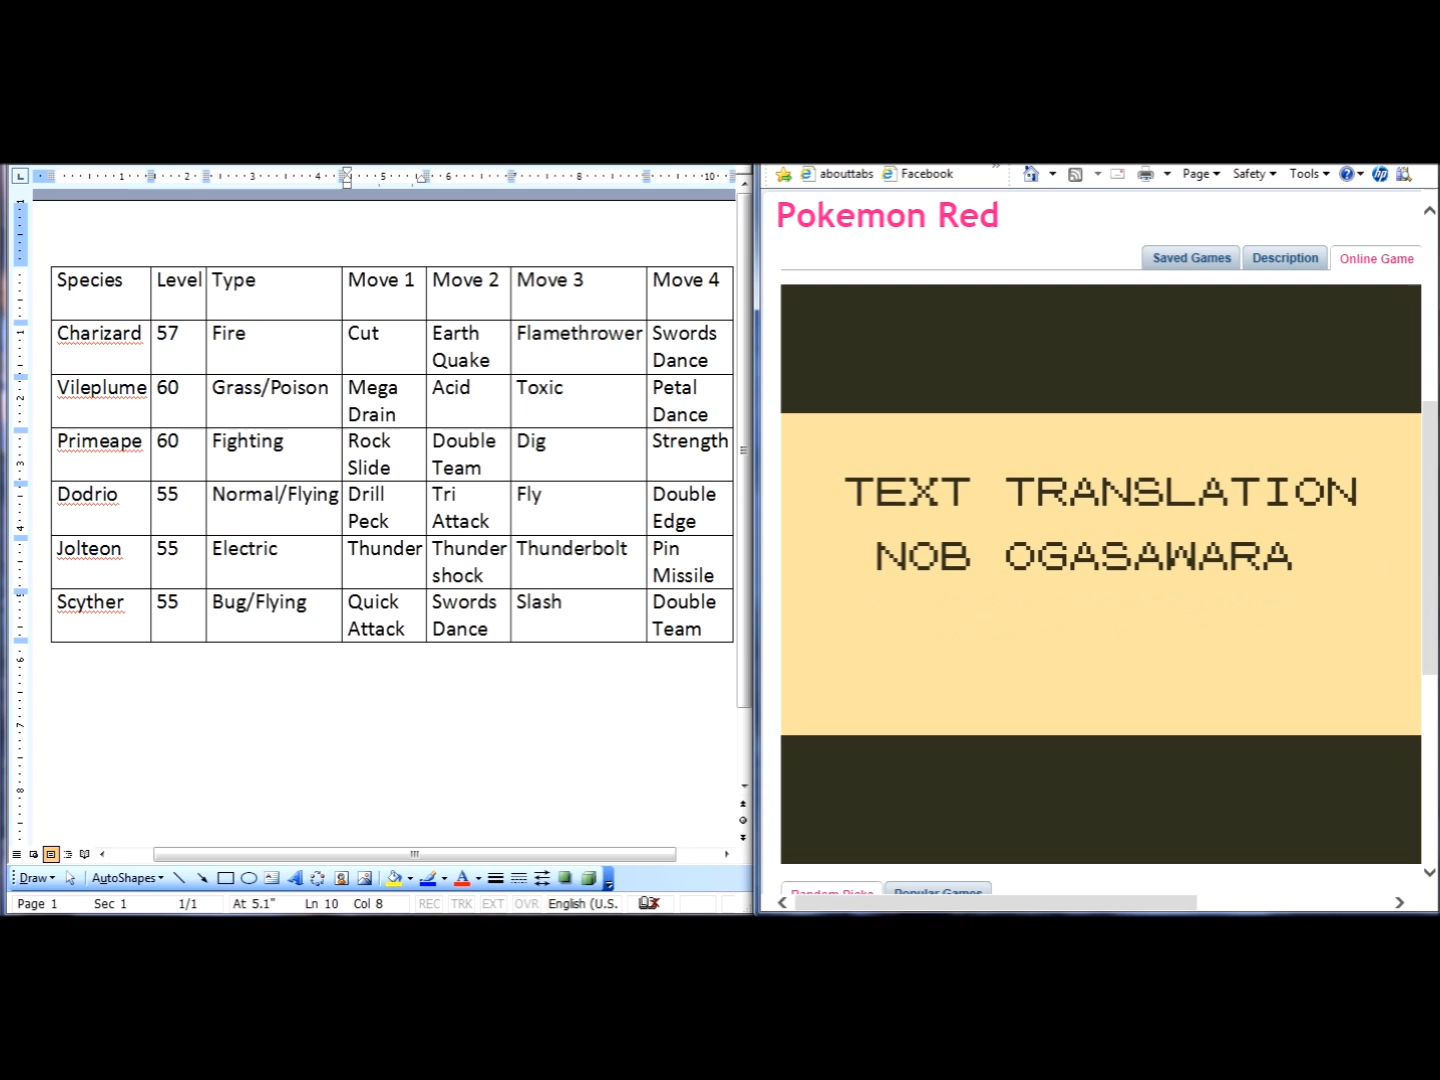 abouttabs Facebook Page Safety Tools
Pokemon Red
Saved Games Description Online Game
Species Level Type Move 1 Move 2 Move 3 Move 4
Charizard 57 Fire Cut Earth Quake Flamethrower Swords Dance
Vileplume 60 Grass/Poison Mega Drain Acid Toxic Petal Dance
Primeape 60 Fighting Rock Slide Double Team Dig Strength
Dodrio 55 Normal/Flying Drill Peck Tri Attack Fly Double Edge
Jolteon 55 Electric Thunder Thunder shock Thunderbolt Pin Missile
Scyther 55 Bug/Flying Quick Attack Swords Dance Slash Double Team
TEXT TRANSLATION
NOB OGASAWARA
Random Picks Popular Games
Draw AutoShapes
Page 1 Sec 1 1/1 At 5.1" Ln 10 Col 8 REC TRK EXT OVR English (U.S.